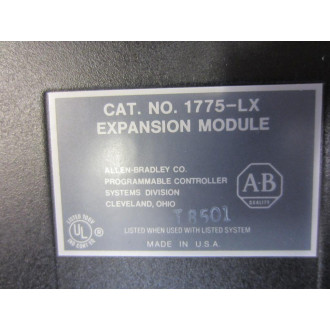 CAT. NO. 1775-LX
EXPANSION MODULE
ALLEN-BRADLEY CO.
PROGRAMMABLE CONTROLLER
SYSTEMS DIVISION
CLEVELAND, OHIO
A-B
QUALITY
T8501
UL
LISTED WHEN USED WITH LISTED SYSTEM
MADE IN U.S.A.